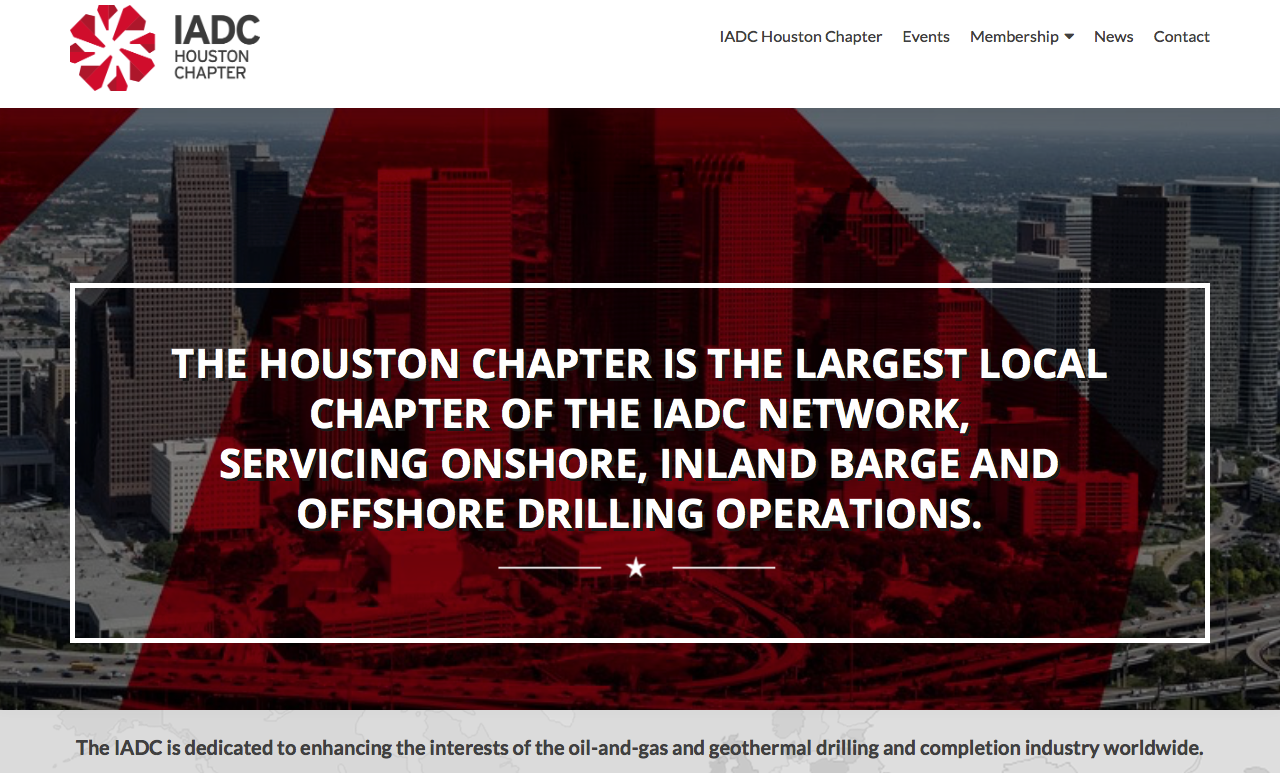 IADC
HOUSTON
CHAPTER
IADC Houston Chapter Events Membership News Contact
THE HOUSTON CHAPTER IS THE LARGEST LOCAL
CHAPTER OF THE IADC NETWORK,
SERVICING ONSHORE, INLAND BARGE AND
OFFSHORE DRILLING OPERATIONS.
The IADC is dedicated to enhancing the interests of the oil-and-gas and geothermal drilling and completion industry worldwide.